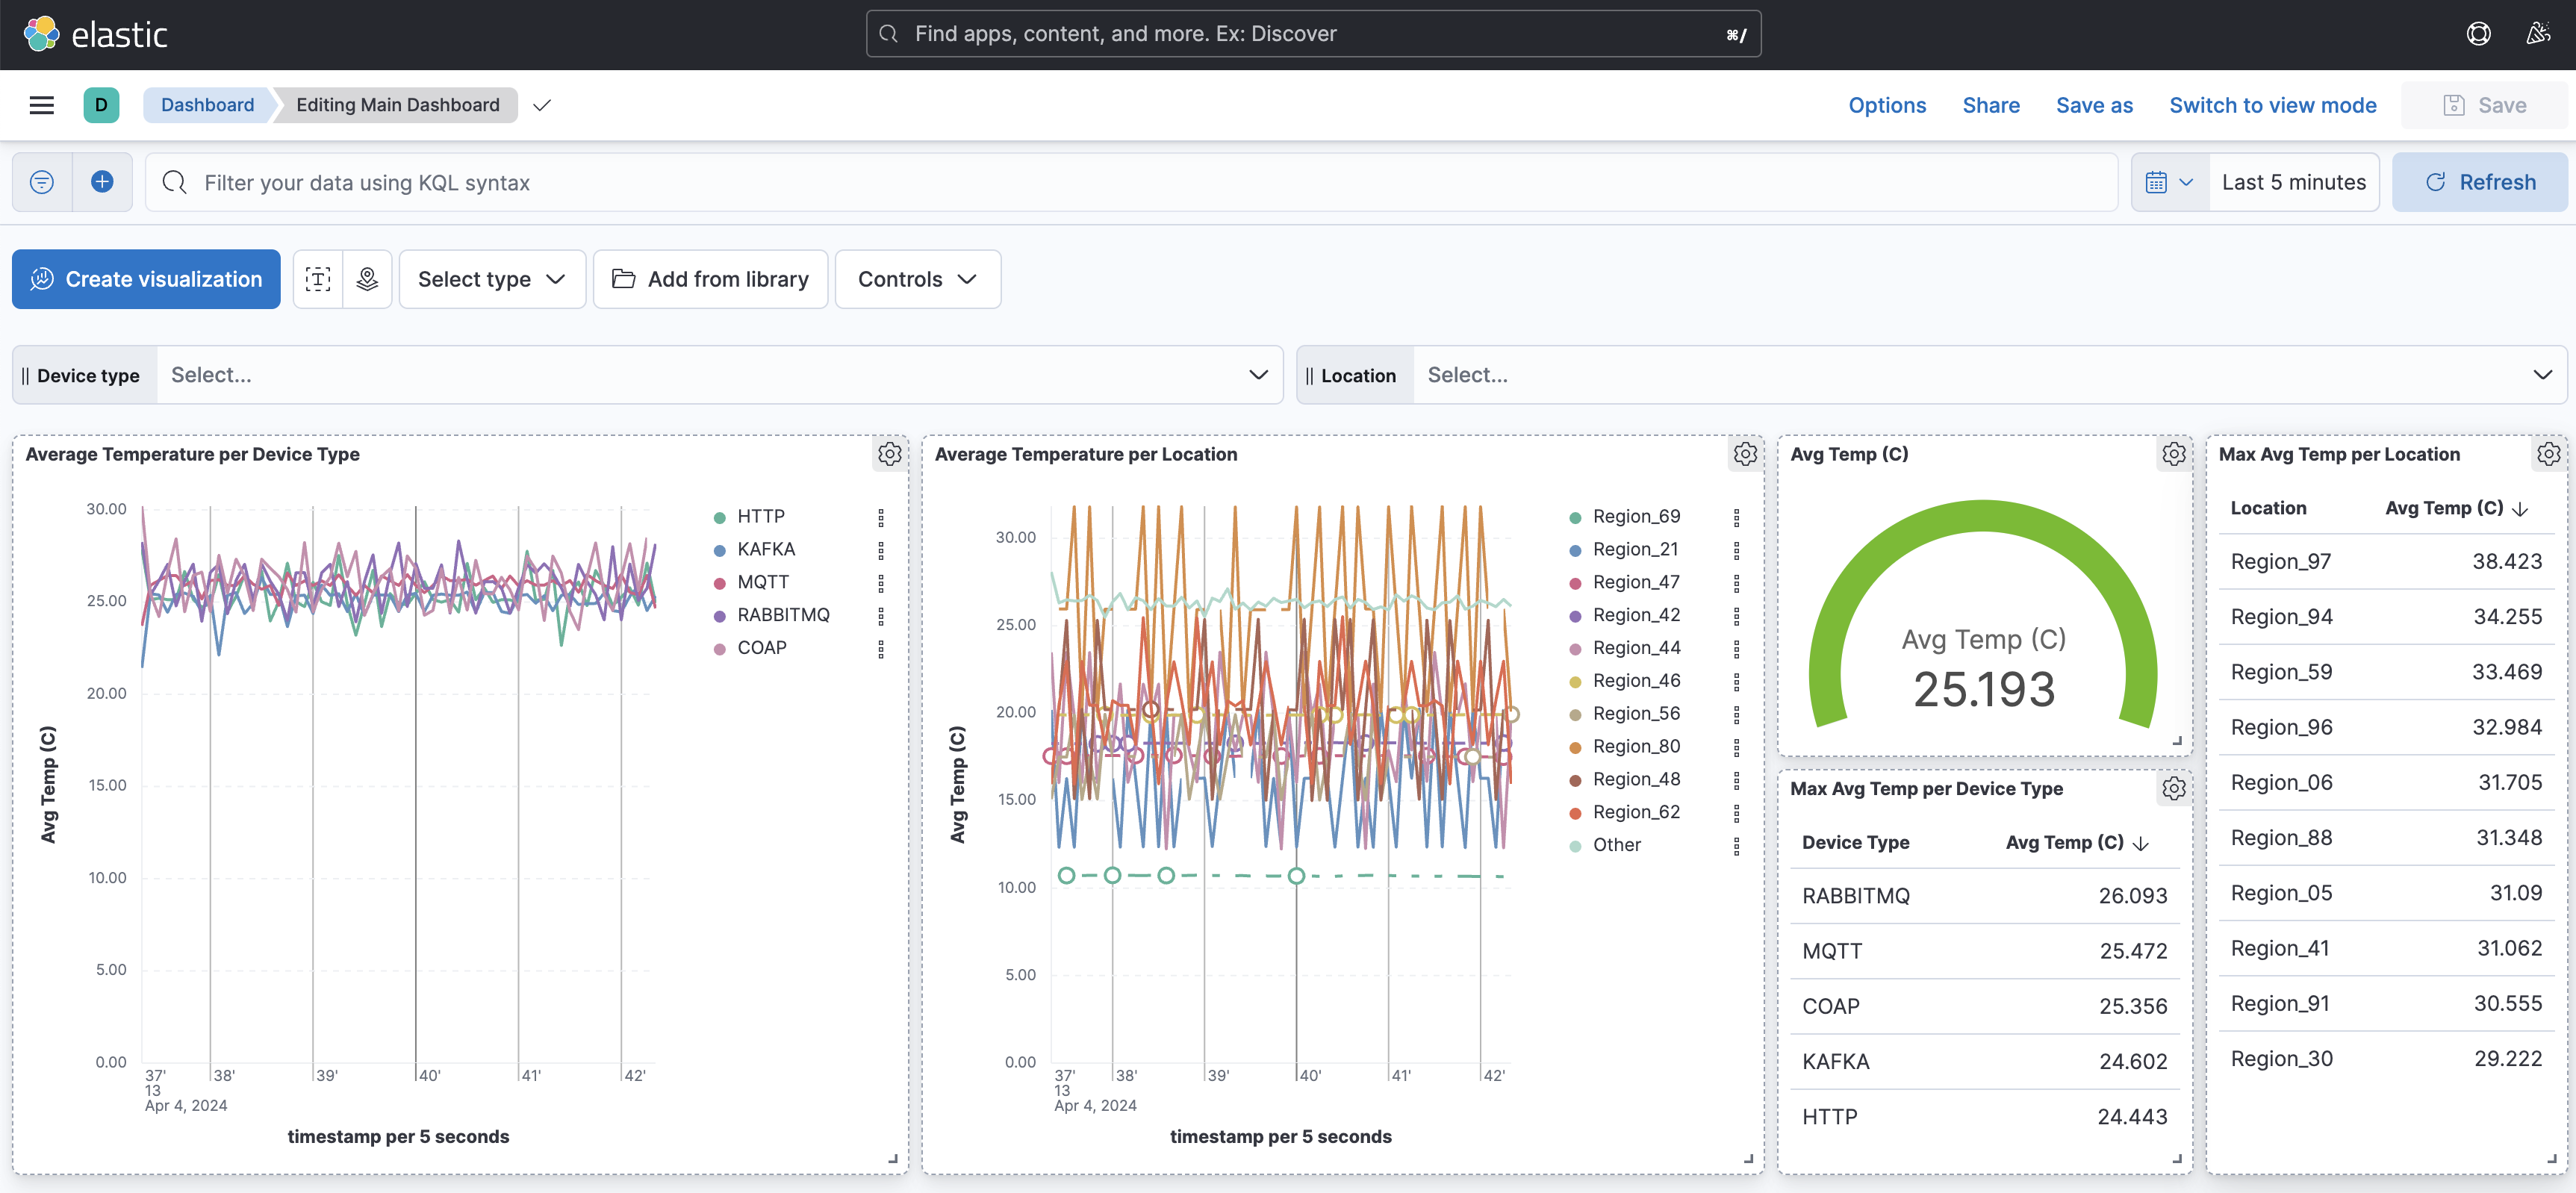 elastic
Find apps, content, and more. Ex: Discover
⌘/
D
Dashboard
Editing Main Dashboard
Options
Share
Save as
Switch to view mode
Save
Filter your data using KQL syntax
Last 5 minutes
Refresh
Create visualization
Select type
Add from library
Controls
Device type
Select...
Location
Select...
Average Temperature per Device Type
30.00
25.00
20.00
15.00
10.00
5.00
0.00
Avg Temp (C)
37'
13
Apr 4, 2024
38'
39'
40'
41'
42'
timestamp per 5 seconds
HTTP
KAFKA
MQTT
RABBITMQ
COAP
Average Temperature per Location
30.00
25.00
20.00
15.00
10.00
5.00
0.00
Avg Temp (C)
37'
13
Apr 4, 2024
38'
39'
40'
41'
42'
timestamp per 5 seconds
Region_69
Region_21
Region_47
Region_42
Region_44
Region_46
Region_56
Region_80
Region_48
Region_62
Other
Avg Temp (C)
Avg Temp (C)
25.193
Max Avg Temp per Device Type
Device Type Avg Temp (C)
RABBITMQ 26.093
MQTT 25.472
COAP 25.356
KAFKA 24.602
HTTP 24.443
Max Avg Temp per Location
Location Avg Temp (C)
Region_97 38.423
Region_94 34.255
Region_59 33.469
Region_96 32.984
Region_06 31.705
Region_88 31.348
Region_05 31.09
Region_41 31.062
Region_91 30.555
Region_30 29.222